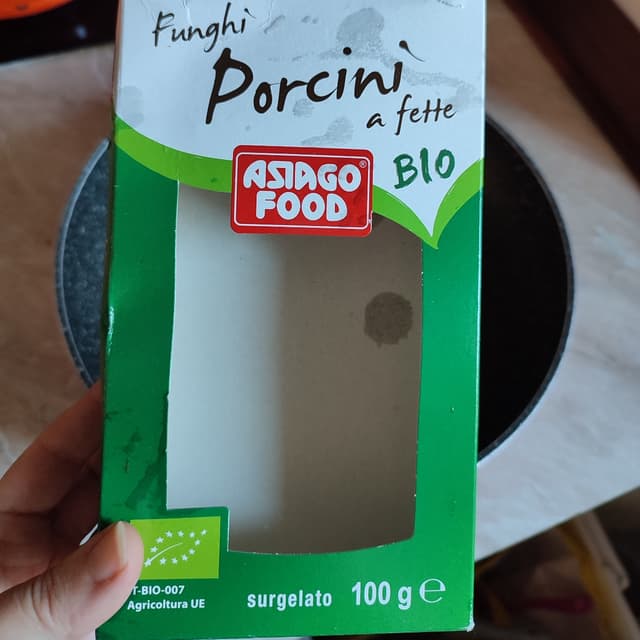 Funghi
Porcini
a fette
BIO
ASIAGO®
FOOD
T-BIO-007
Agricoltura UE
surgelato 100 g ℮